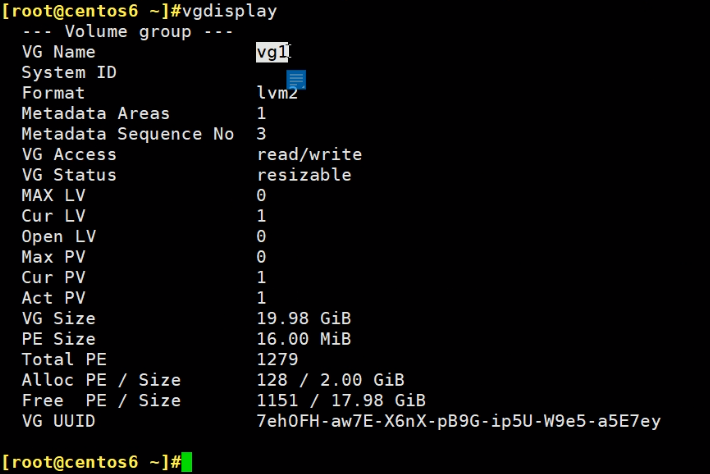 [root@centos6 ~]#vgdisplay
--- Volume group ---
VG Name vg1
System ID
Format lvm2
Metadata Areas 1
Metadata Sequence No 3
VG Access read/write
VG Status resizable
MAX LV 0
Cur LV 1
Open LV 0
Max PV 0
Cur PV 1
Act PV 1
VG Size 19.98 GiB
PE Size 16.00 MiB
Total PE 1279
Alloc PE / Size 128 / 2.00 GiB
Free PE / Size 1151 / 17.98 GiB
VG UUID 7ehOFH-aw7E-X6nX-pB9G-ip5U-W9e5-a5E7ey
[root@centos6 ~]#